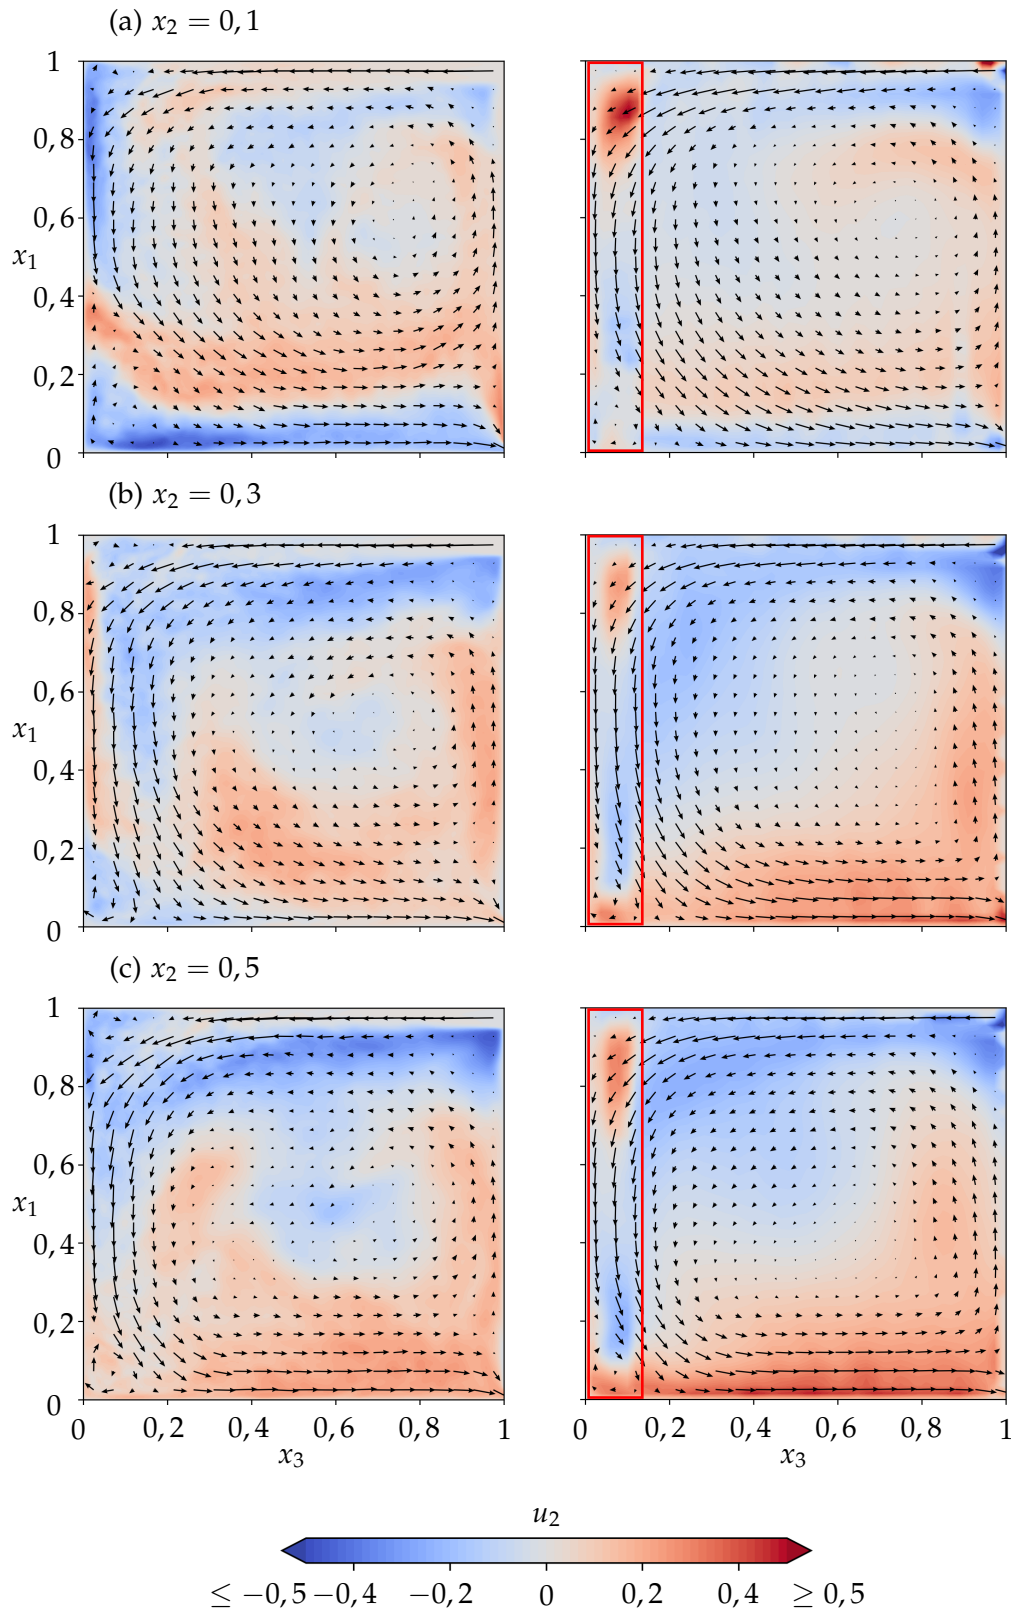 (a) x₂ = 0,1
1
0,8
0,6
x₁
0,4
0,2
0
(b) x₂ = 0,3
1
0,8
0,6
x₁
0,4
0,2
0
(c) x₂ = 0,5
1
0,8
0,6
x₁
0,4
0,2
0
0 0,2 0,4 0,6 0,8 1 0 0,2 0,4 0,6 0,8 1
x₃ x₃
u₂
≤ −0,5 −0,4 −0,2 0 0,2 0,4 ≥ 0,5